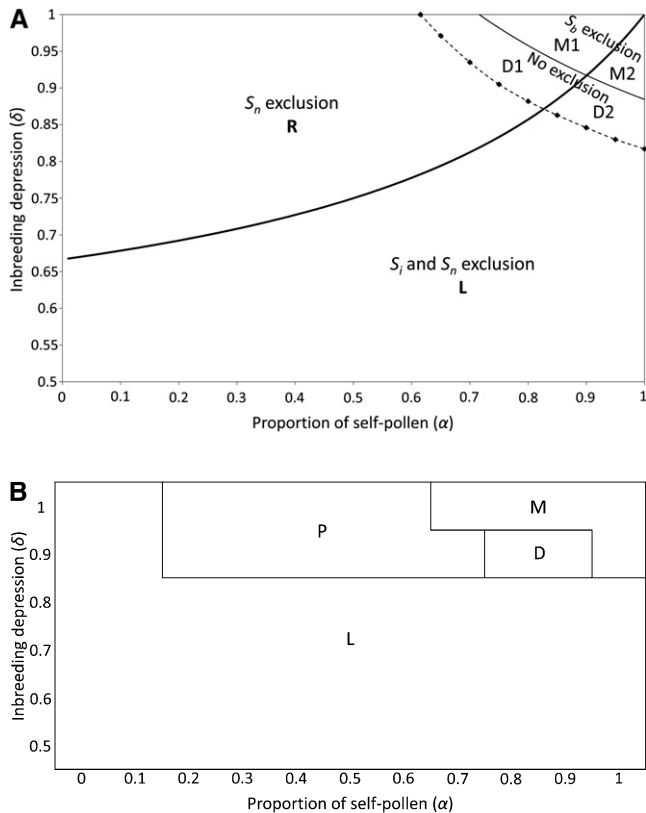 A
Inbreeding depression (δ)
1
0.95
0.9
0.85
0.8
0.75
0.7
0.65
0.6
0.55
0.5
Sb exclusion
M1
M2
D1
No exclusion
D2
Sn exclusion
R
Si and Sn exclusion
L
0 0.1 0.2 0.3 0.4 0.5 0.6 0.7 0.8 0.9 1
Proportion of self-pollen (α)
B
Inbreeding depression (δ)
1
0.9
0.8
0.7
0.6
0.5
M
P
D
L
0 0.1 0.2 0.3 0.4 0.5 0.6 0.7 0.8 0.9 1
Proportion of self-pollen (α)